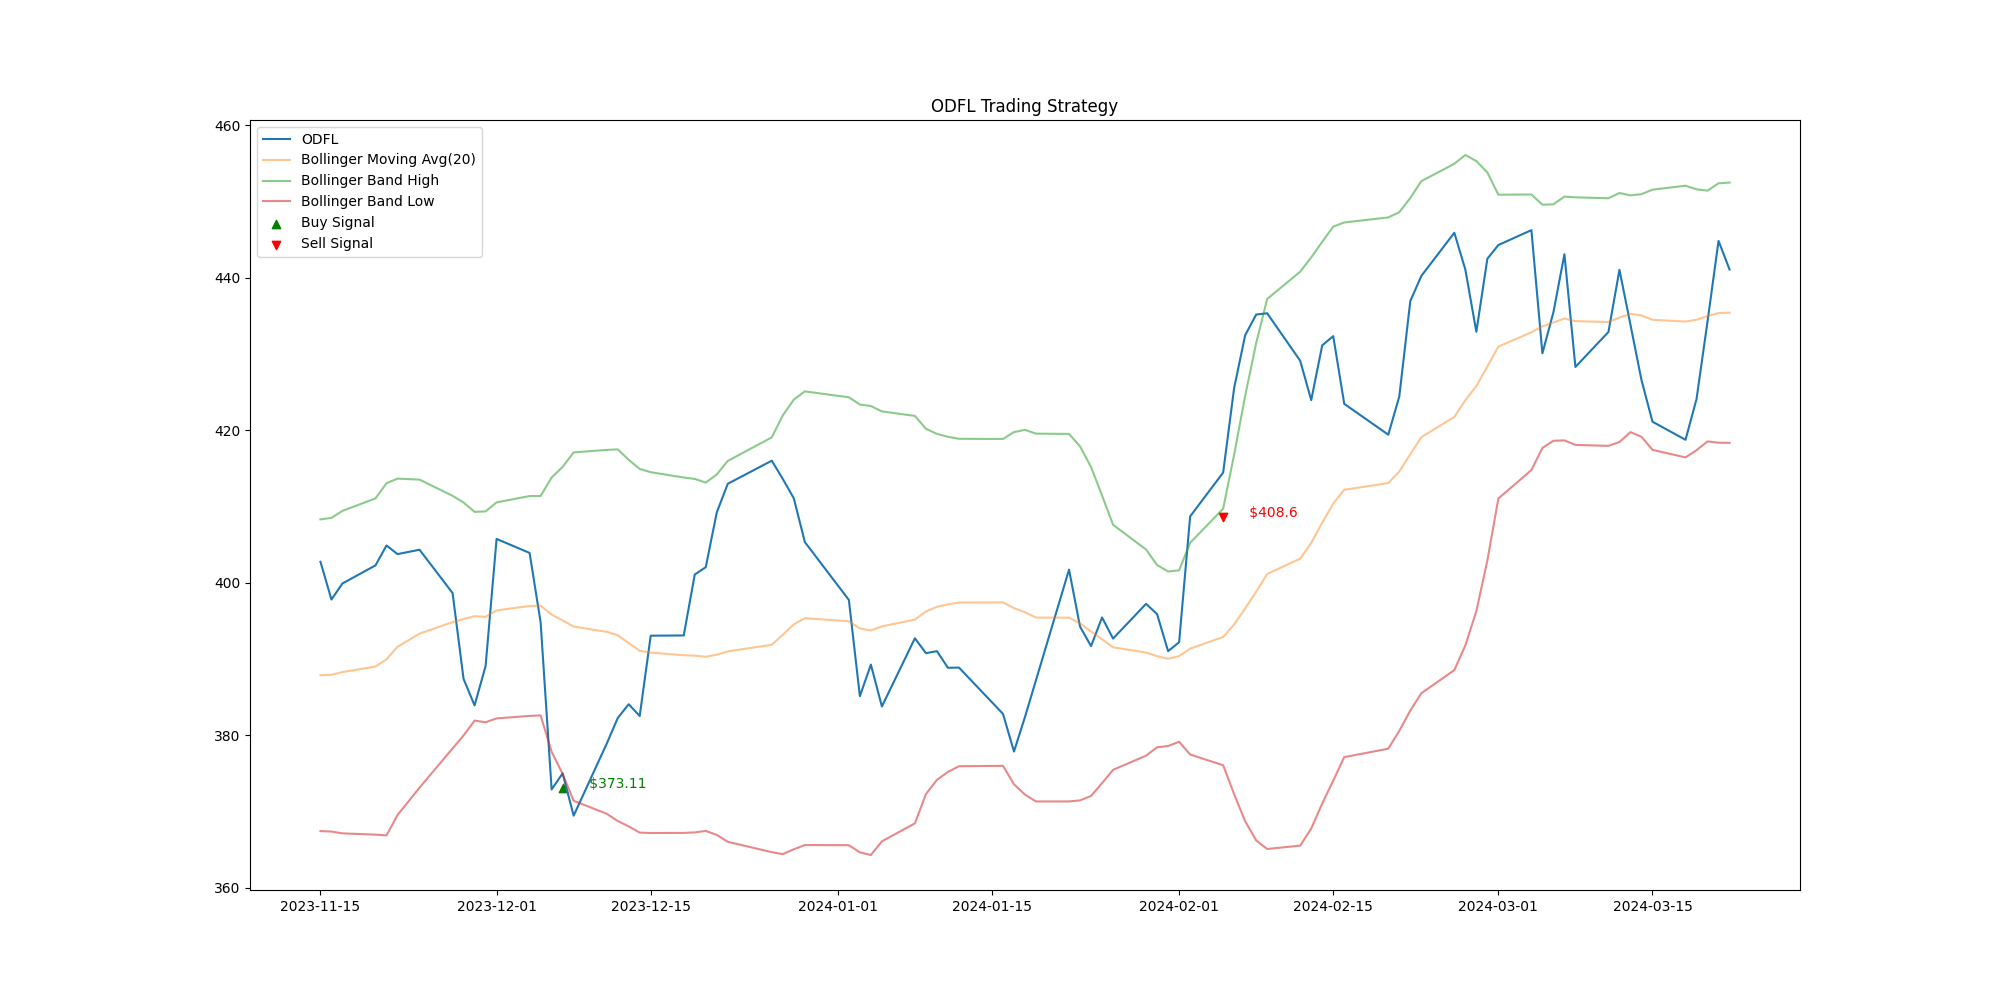 ODFL Trading Strategy
460
440
420
400
380
360
ODFL
Bollinger Moving Avg(20)
Bollinger Band High
Bollinger Band Low
Buy Signal
Sell Signal
$408.6
$373.11
2023-11-15 2023-12-01 2023-12-15 2024-01-01 2024-01-15 2024-02-01 2024-02-15 2024-03-01 2024-03-15